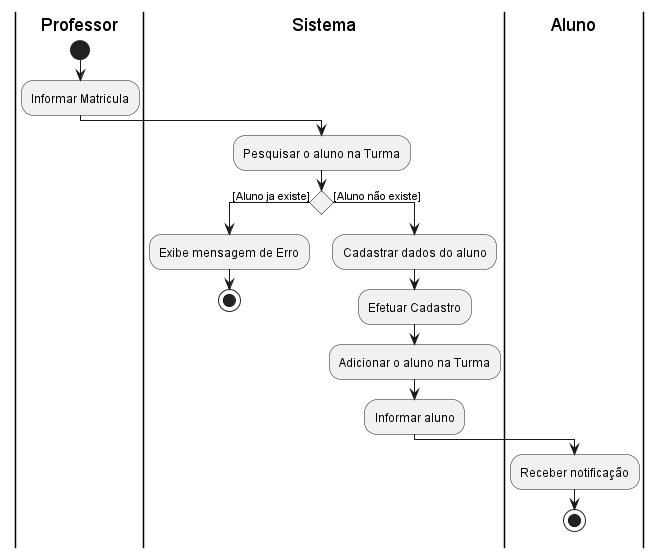 Professor
Sistema
Aluno
Informar Matricula
Pesquisar o aluno na Turma
[Aluno ja existe]
[Aluno não existe]
Exibe mensagem de Erro
Cadastrar dados do aluno
Efetuar Cadastro
Adicionar o aluno na Turma
Informar aluno
Receber notificação